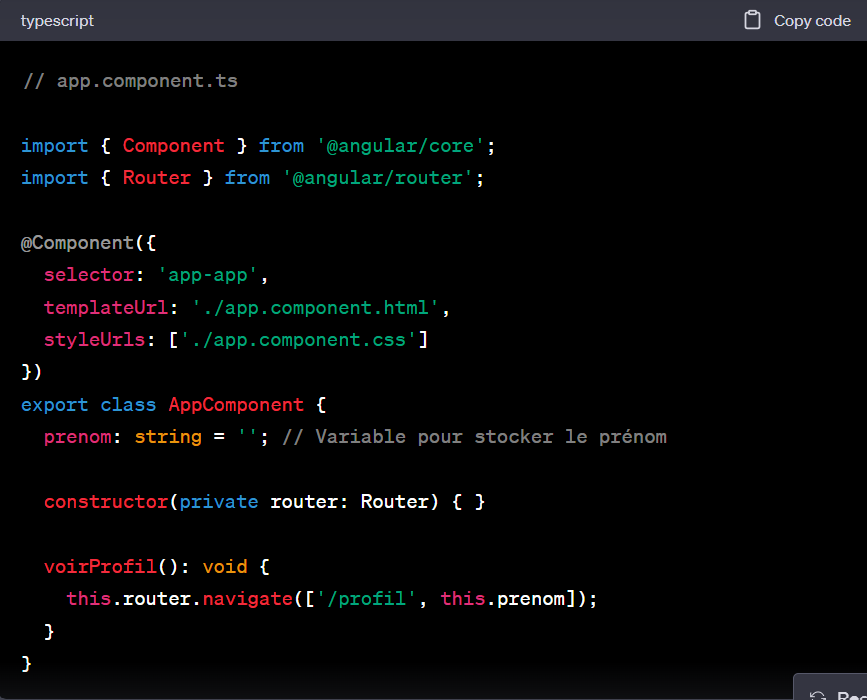 typescript
Copy code
// app.component.ts
import { Component } from '@angular/core';
import { Router } from '@angular/router';
@Component({
  selector: 'app-app',
  templateUrl: './app.component.html',
  styleUrls: ['./app.component.css']
})
export class AppComponent {
  prenom: string = ''; // Variable pour stocker le prénom
  constructor(private router: Router) { }
  voirProfil(): void {
    this.router.navigate(['/profil', this.prenom]);
  }
}